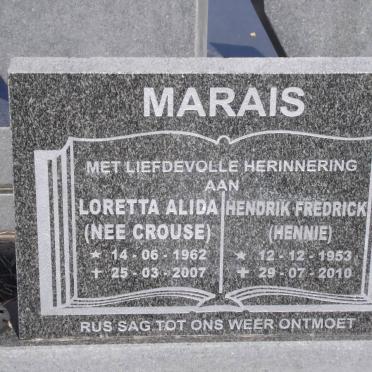 MARAIS
MET LIEFDEVOLLE HERINNERING
AAN
LORETTA ALIDA
(NEE CROUSE)
★ 14 - 06 - 1962
✝ 25 - 03 - 2007
HENDRIK FREDRICK
(HENNIE)
★ 12 - 12 - 1953
✝ 29 - 07 - 2010
RUS SAG TOT ONS WEER ONTMOET